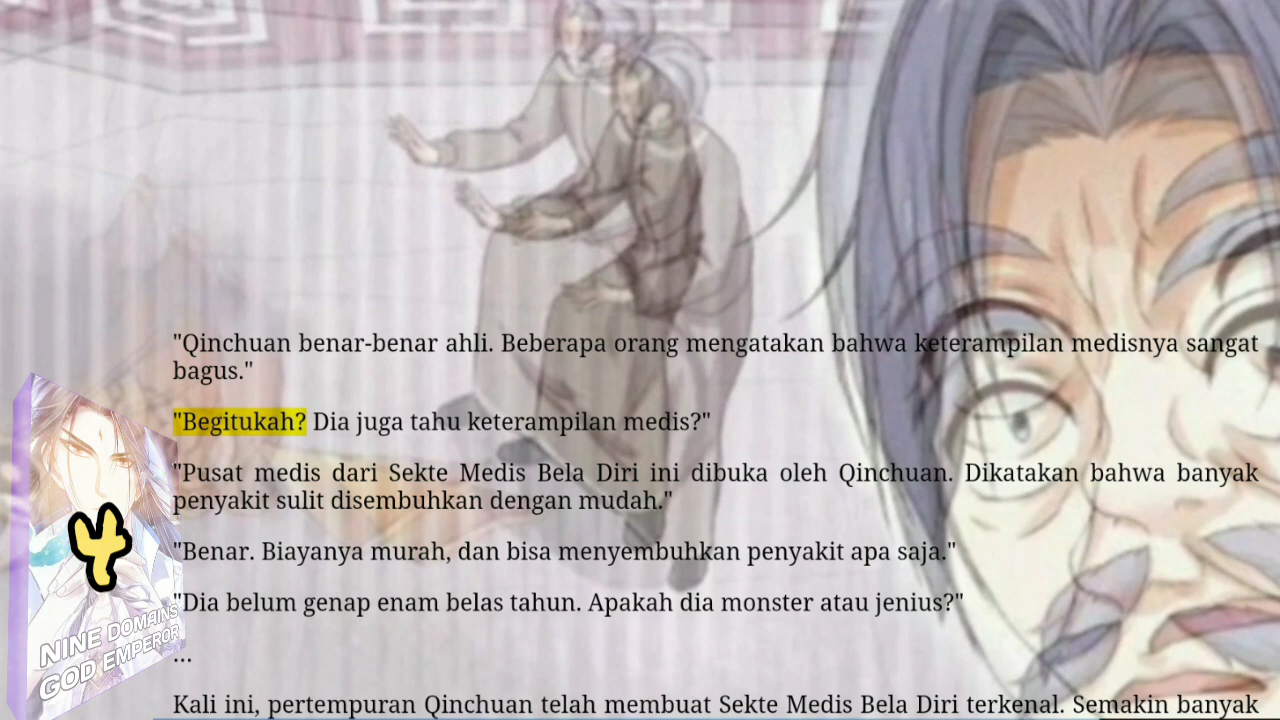 "Qinchuan benar-benar ahli. Beberapa orang mengatakan bahwa keterampilan medisnya sangat
bagus."
"Begitukah? Dia juga tahu keterampilan medis?"
"Pusat medis dari Sekte Medis Bela Diri ini dibuka oleh Qinchuan. Dikatakan bahwa banyak
penyakit sulit disembuhkan dengan mudah."
"Benar. Biayanya murah, dan bisa menyembuhkan penyakit apa saja."
"Dia belum genap enam belas tahun. Apakah dia monster atau jenius?"
...
Kali ini, pertempuran Qinchuan telah membuat Sekte Medis Bela Diri terkenal. Semakin banyak
4
NINE DOMAINS
GOD EMPEROR